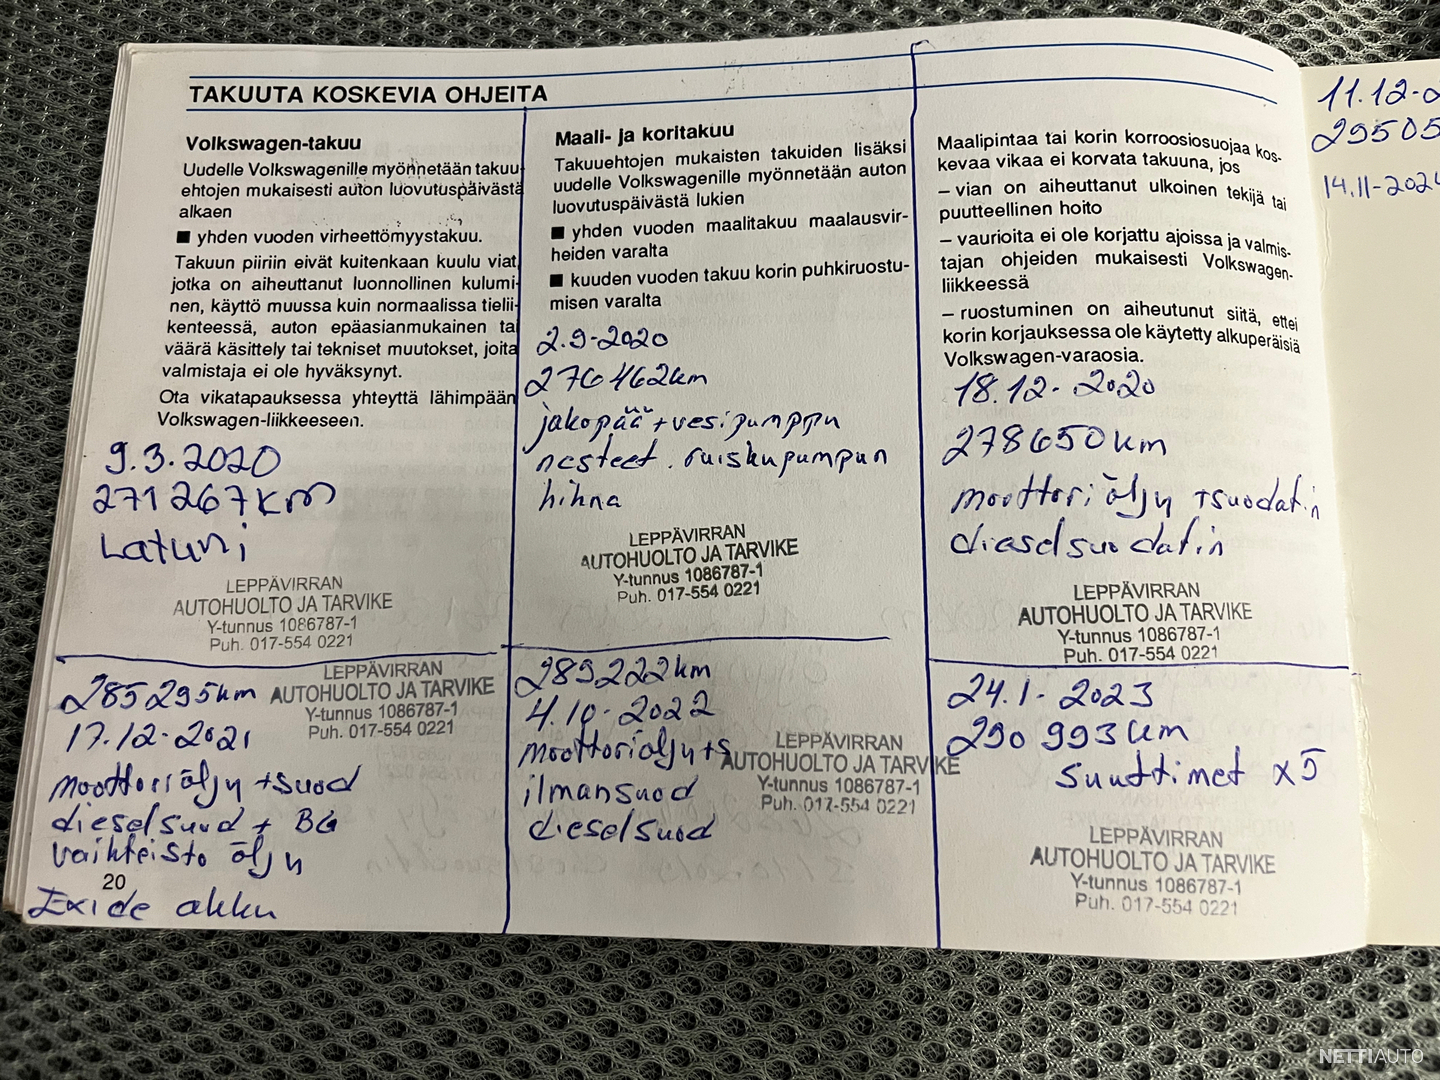 TAKUUTA KOSKEVIA OHJEITA
Volkswagen-takuu
Uudelle Volkswagenille myönnetään takuu-
ehtojen mukaisesti auton luovutuspäivästä
alkaen
■ yhden vuoden virheettömyystakuu.
Takuun piiriin eivät kuitenkaan kuulu viat,
jotka on aiheuttanut luonnollinen kulumi-
nen, käyttö muussa kuin normaalissa tielii-
kenteessä, auton epäasianmukainen tai
väärä käsittely tai tekniset muutokset, joita
valmistaja ei ole hyväksynyt.
Ota vikatapauksessa yhteyttä lähimpään
Volkswagen-liikkeeseen.
9.3.2020
271267km
Laturi
LEPPÄVIRRAN
AUTOHUOLTO JA TARVIKE
Y-tunnus 1086787-1
Puh. 017-554 0221
285295km
17.12-2021
moottoriöljy +suod
dieselsuod + BG
vaihteisto öljy
20
Exide akku
LEPPÄVIRRAN
AUTOHUOLTO JA TARVIKE
Y-tunnus 1086787-1
Puh. 017-554 0221
Maali- ja koritakuu
Takuuehtojen mukaisten takuiden lisäksi
uudelle Volkswagenille myönnetään auton
luovutuspäivästä lukien
■ yhden vuoden maalitakuu maalausvir-
heiden varalta
■ kuuden vuoden takuu korin puhkiruostu-
misen varalta
2.9-2020
276462km
jakopää+vesipumppu
nesteet. ruiskupumpun
hihna
LEPPÄVIRRAN
AUTOHUOLTO JA TARVIKE
Y-tunnus 1086787-1
Puh. 017-554 0221
289222km
4.10-2022
moottoriöljy+s
ilmansuod
dieselsuod
LEPPÄVIRRAN
AUTOHUOLTO JA TARVIKE
Y-tunnus 1086787-1
Puh. 017-554 0221
Maalipintaa tai korin korroosiosuojaa kos-
kevaa vikaa ei korvata takuuna, jos
– vian on aiheuttanut ulkoinen tekijä tai
puutteellinen hoito
– vaurioita ei ole korjattu ajoissa ja valmis-
tajan ohjeiden mukaisesti Volkswagen-
liikkeessä
– ruostuminen on aiheutunut siitä, ettei
korin korjauksessa ole käytetty alkuperäisiä
Volkswagen-varaosia.
18.12-2020
278650km
moottoriöljy +suodatin
dieselsuodatin
LEPPÄVIRRAN
AUTOHUOLTO JA TARVIKE
Y-tunnus 1086787-1
Puh. 017-554 0221
24.1-2023
290 993km
suuttimet x5
LEPPÄVIRRAN
AUTOHUOLTO JA TARVIKE
Y-tunnus 1086787-1
Puh. 017-554 0221
11.12-2
29505
14.11-2024
NETTIAUTO